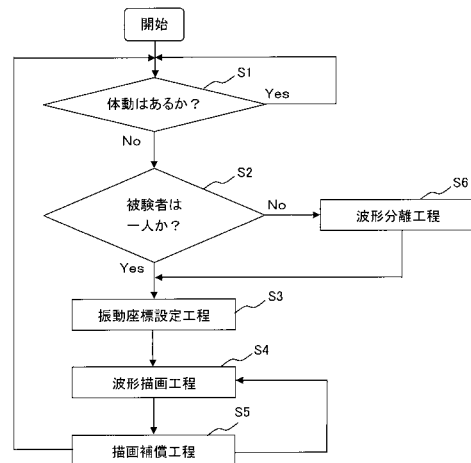 開始
S1
体動はあるか？
Yes
No
S2
被験者は
一人か？
No
S6
波形分離工程
Yes
S3
振動座標設定工程
S4
波形描画工程
S5
描画補償工程